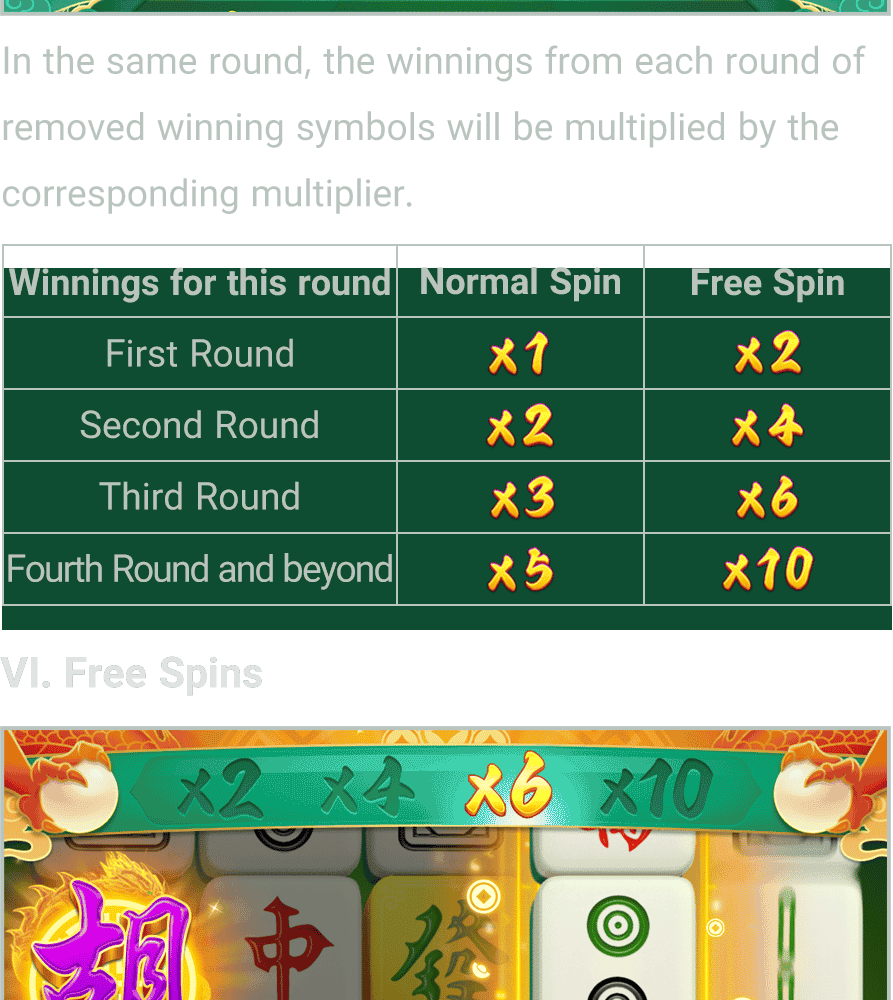 In the same round, the winnings from each round of
removed winning symbols will be multiplied by the
corresponding multiplier.
Winnings for this round Normal Spin Free Spin
First Round x1 x2
Second Round x2 x4
Third Round x3 x6
Fourth Round and beyond x5 x10
VI. Free Spins
x2 x4 x6 x10
胡 中 發